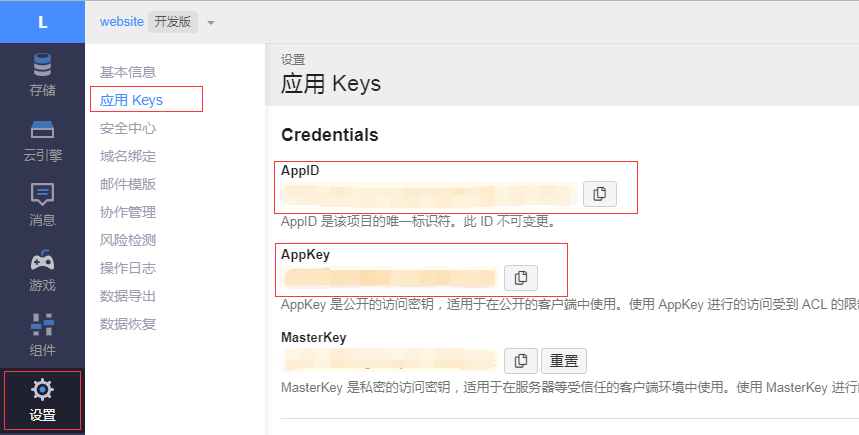 L
website 开发版
存储
云引擎
消息
游戏
组件
设置
基本信息
应用 Keys
安全中心
域名绑定
邮件模版
协作管理
风险检测
操作日志
数据导出
数据恢复
设置
应用 Keys
Credentials
AppID
AppID 是该项目的唯一标识符。此 ID 不可变更。
AppKey
AppKey 是公开的访问密钥，适用于在公开的客户端中使用。使用 AppKey 进行的访问受到 ACL 的限
MasterKey
重置
MasterKey 是私密的访问密钥，适用于在服务器等受信任的客户端环境中使用。使用 MasterKey 进行